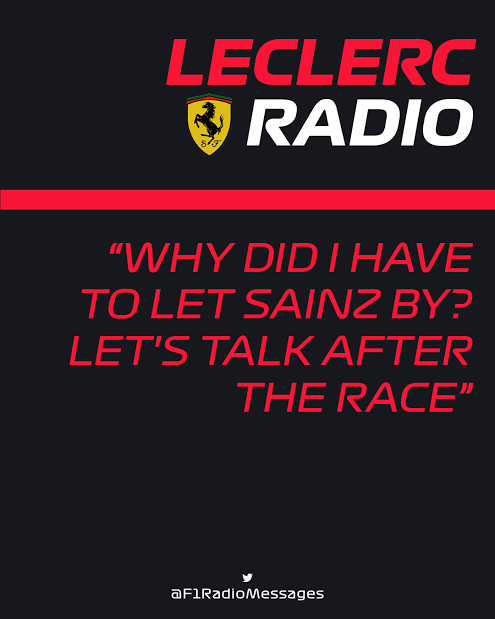 LECLERC
RADIO
S F
“WHY DID I HAVE
TO LET SAINZ BY?
LET'S TALK AFTER
THE RACE”
@F1RadioMessages